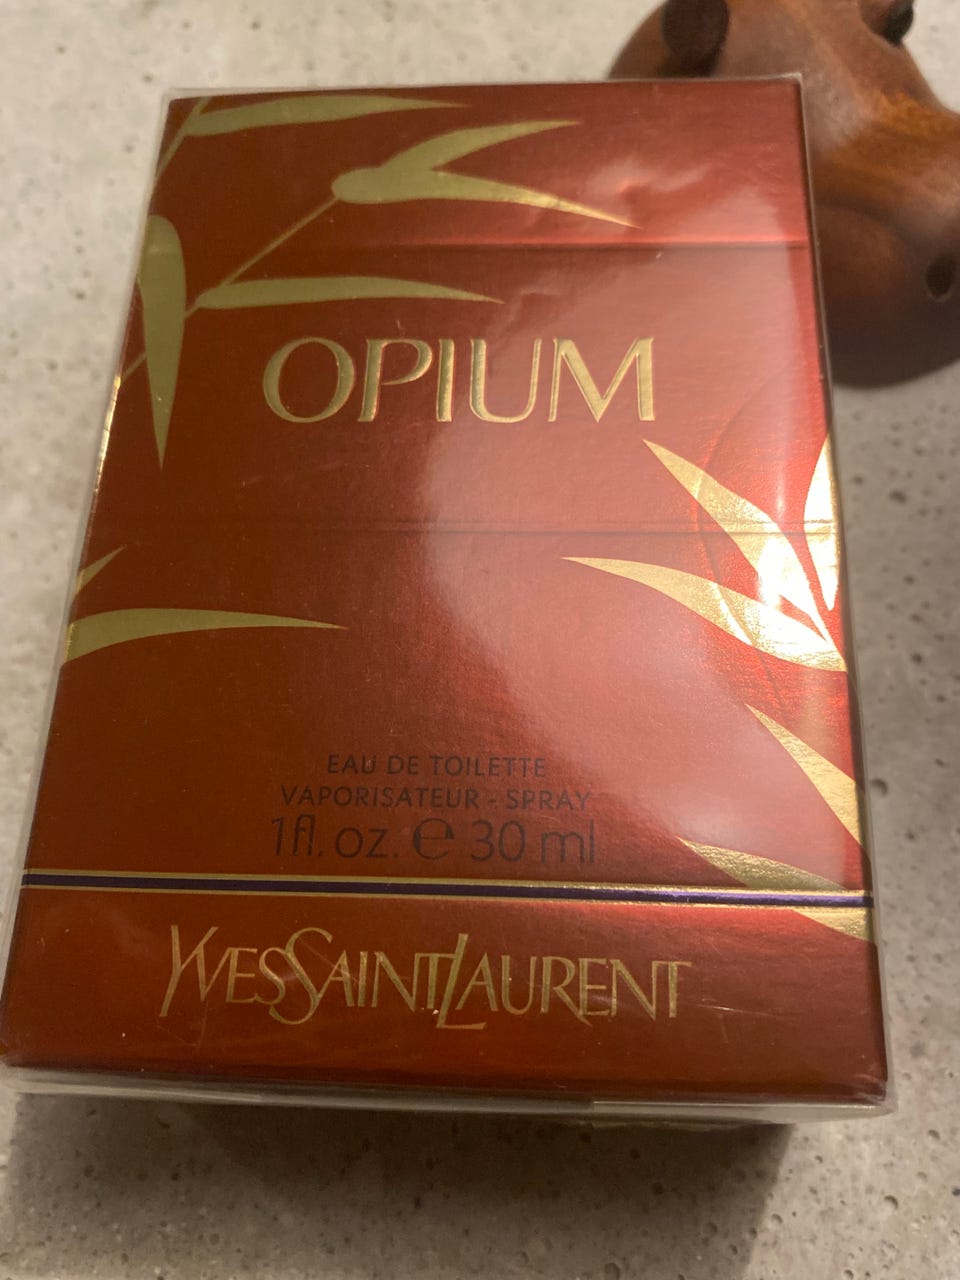 OPIUM
EAU DE TOILETTE
VAPORISATEUR - SPRAY
1fl. oz. e 30 ml
YVESSAINTLAURENT